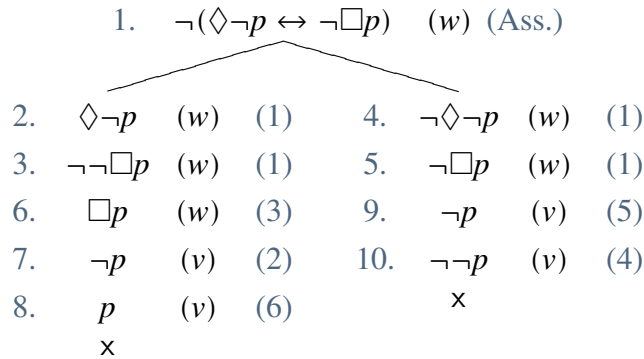 1. ¬(◇¬p ↔ ¬□p) (w) (Ass.)
2. ◇¬p (w) (1) 4. ¬◇¬p (w) (1)
3. ¬¬□p (w) (1) 5. ¬□p (w) (1)
6. □p (w) (3) 9. ¬p (v) (5)
7. ¬p (v) (2) 10. ¬¬p (v) (4)
8. p (v) (6) x
x